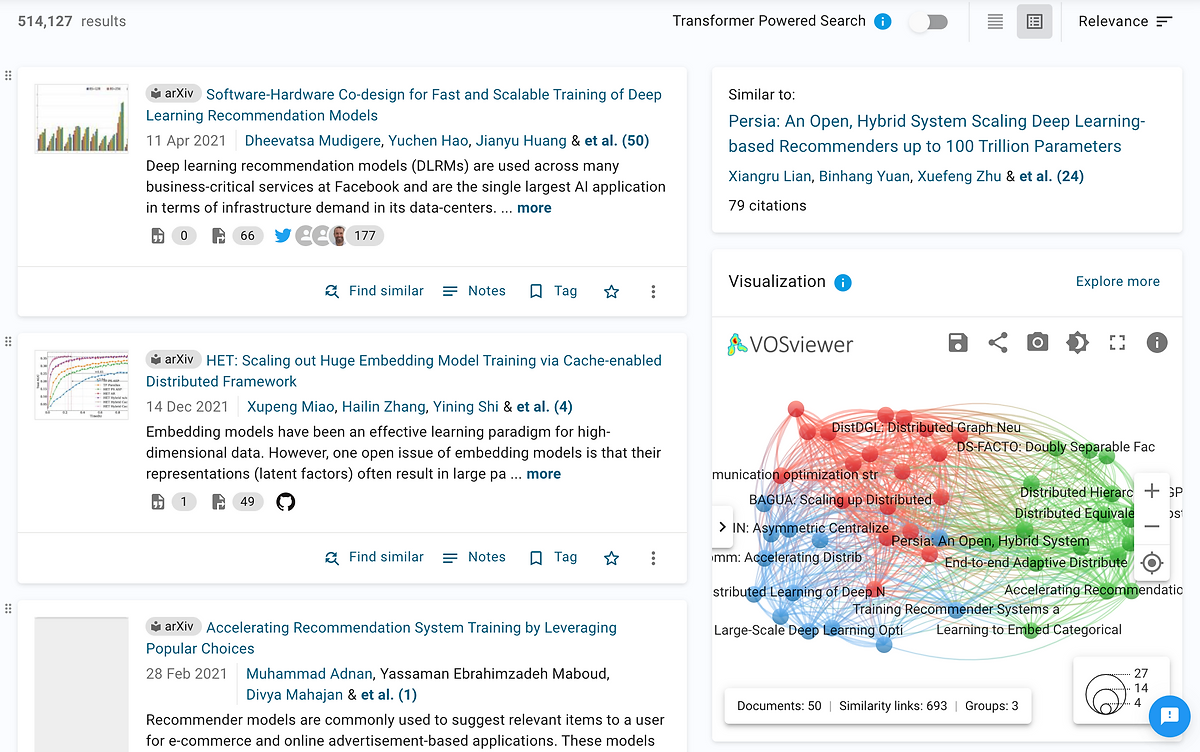 514,127 results
Transformer Powered Search
Relevance
arXiv Software-Hardware Co-design for Fast and Scalable Training of Deep
Learning Recommendation Models
11 Apr 2021 Dheevatsa Mudigere, Yuchen Hao, Jianyu Huang & et al. (50)
Deep learning recommendation models (DLRMs) are used across many
business-critical services at Facebook and are the single largest AI application
in terms of infrastructure demand in its data-centers. ... more
0 66 177
Find similar Notes Tag
arXiv HET: Scaling out Huge Embedding Model Training via Cache-enabled
Distributed Framework
14 Dec 2021 Xupeng Miao, Hailin Zhang, Yining Shi & et al. (4)
Embedding models have been an effective learning paradigm for high-
dimensional data. However, one open issue of embedding models is that their
representations (latent factors) often result in large pa ... more
1 49
Find similar Notes Tag
arXiv Accelerating Recommendation System Training by Leveraging
Popular Choices
28 Feb 2021 Muhammad Adnan, Yassaman Ebrahimzadeh Maboud,
Divya Mahajan & et al. (1)
Recommender models are commonly used to suggest relevant items to a user
for e-commerce and online advertisement-based applications. These models
Similar to:
Persia: An Open, Hybrid System Scaling Deep Learning-
based Recommenders up to 100 Trillion Parameters
Xiangru Lian, Binhang Yuan, Xuefeng Zhu & et al. (24)
79 citations
Visualization
Explore more
VOSviewer
DistDGL: Distributed Graph Neu
DS-FACTO: Doubly Separable Fac
munication optimization str
BAGUA: Scaling up Distributed
Distributed Hierarc GP
Distributed Equivale ost
IN: Asymmetric Centralize
Persia: An Open, Hybrid System
omm: Accelerating Distrib
End-to-end Adaptive Distribute
stributed Learning of Deep N
Accelerating Recommendatio
Training Recommender Systems a
Large-Scale Deep Learning Opti
Learning to Embed Categorical
Documents: 50 | Similarity links: 693 | Groups: 3
27
14
4